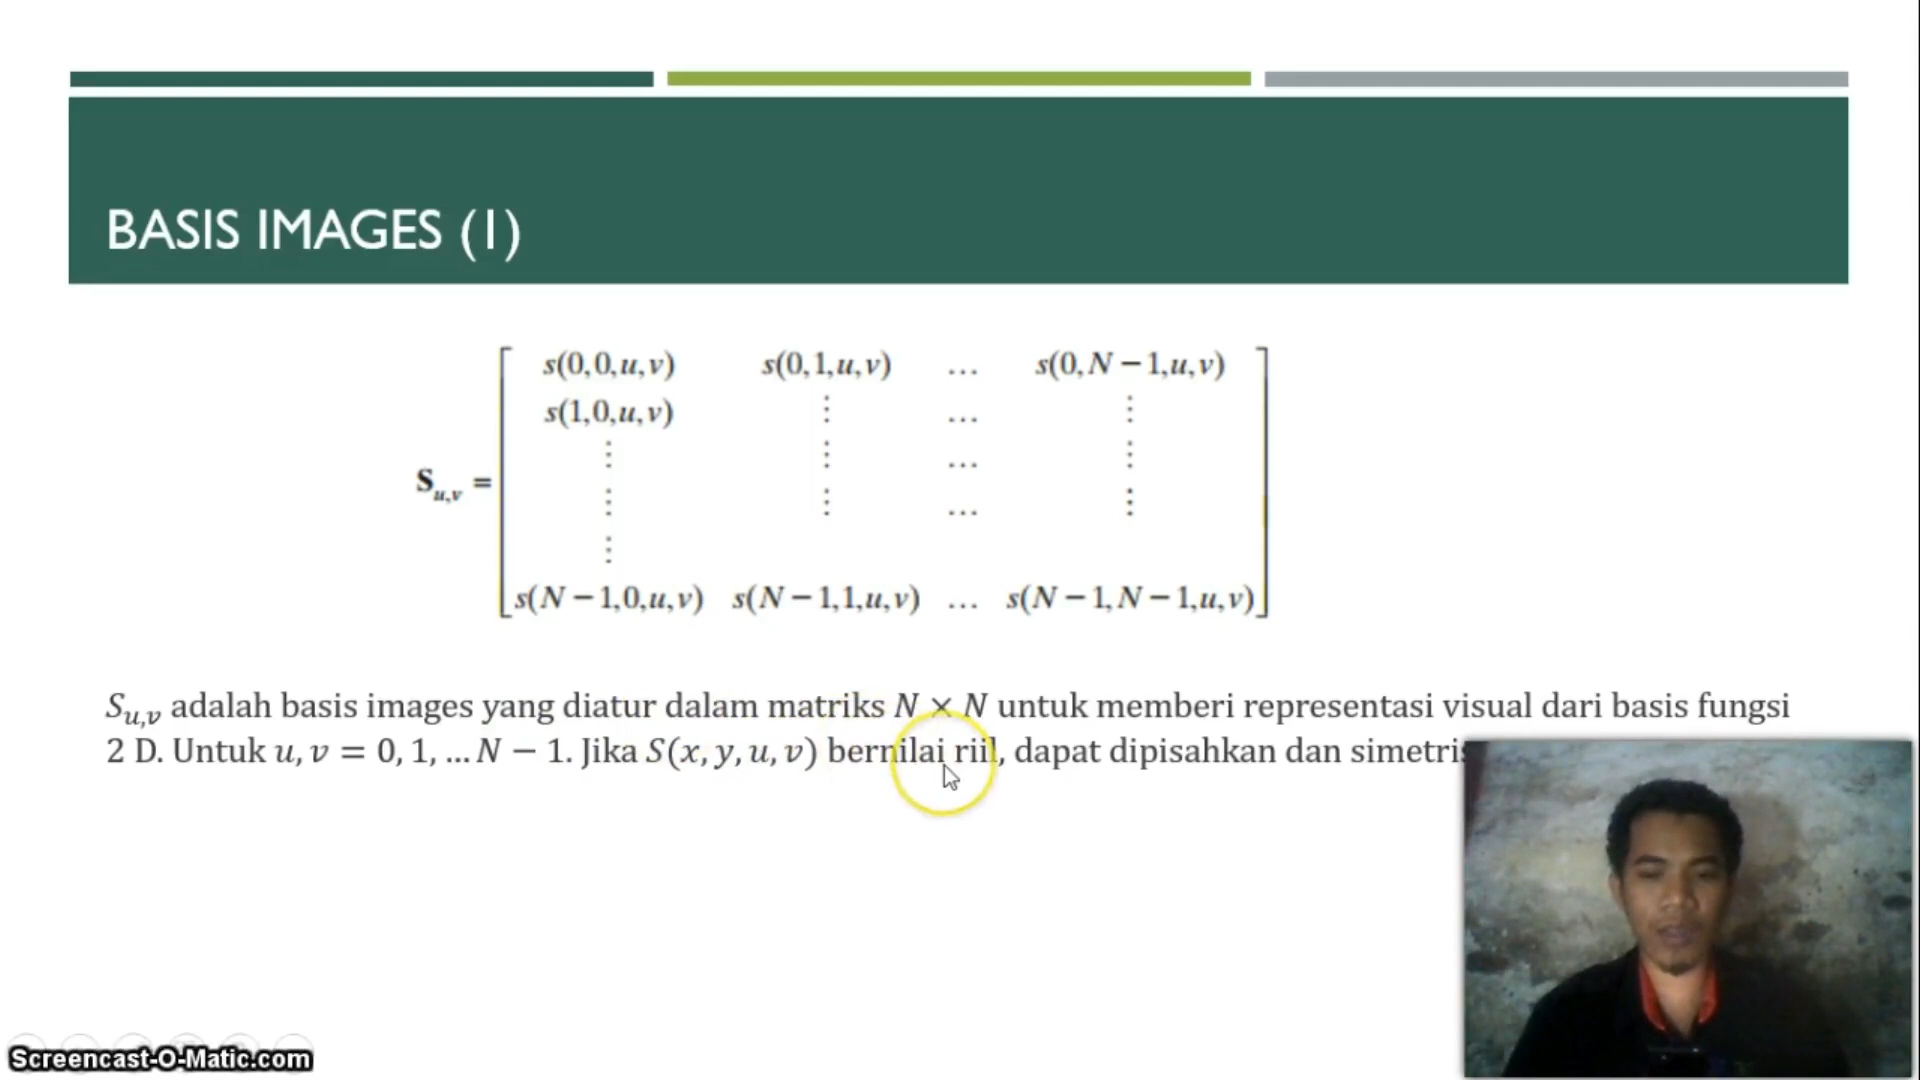 BASIS IMAGES (1)
s(0,0,u,v) s(0,1,u,v) … s(0,N−1,u,v)
s(1,0,u,v) ⋮ … ⋮
⋮ ⋮ … ⋮
S_{u,v} =
⋮ ⋮ … ⋮
⋮
s(N−1,0,u,v) s(N−1,1,u,v) … s(N−1,N−1,u,v)
S_{u,v} adalah basis images yang diatur dalam matriks N × N untuk memberi representasi visual dari basis fungsi
2 D. Untuk u, v = 0, 1, … N − 1. Jika S(x, y, u, v) bernilai riil, dapat dipisahkan dan simetris
Screencast-O-Matic.com